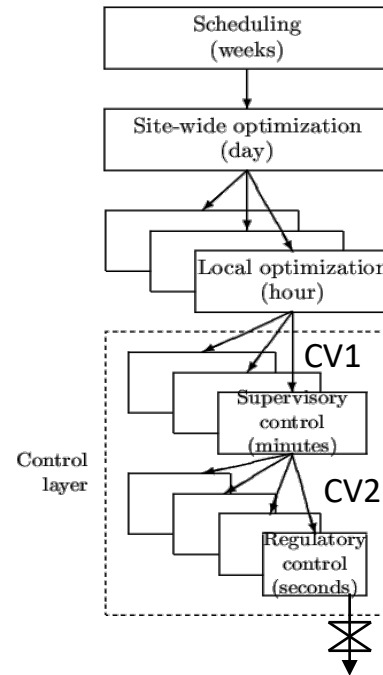 Scheduling
(weeks)
Site-wide optimization
(day)
Local optimization
(hour)
CV1
Supervisory
control
(minutes)
Control
layer
CV2
Regulatory
control
(seconds)